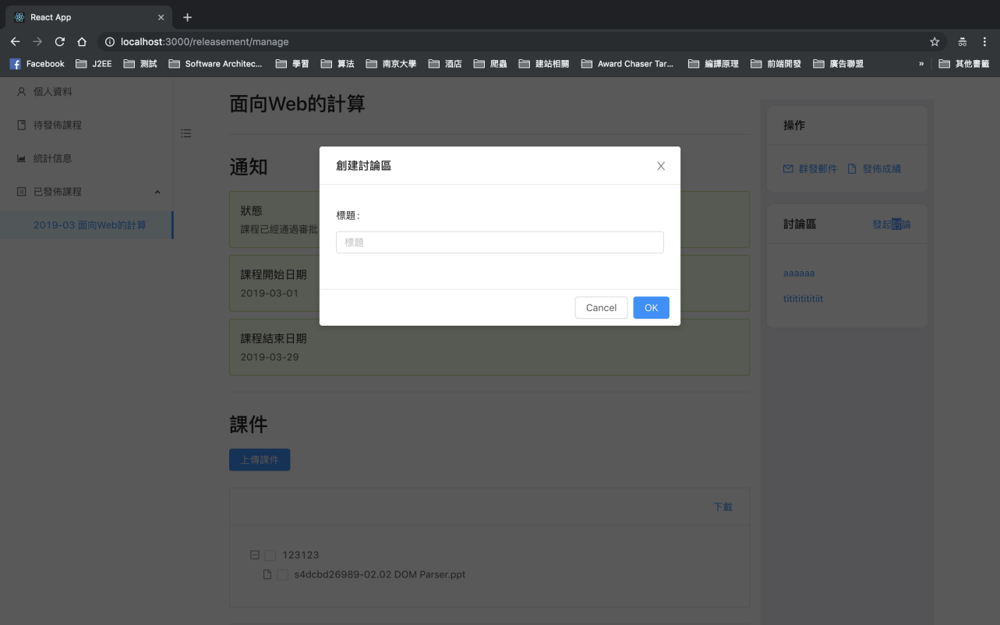 React App
localhost:3000/releasement/manage
Facebook J2EE 測試 Software Architec... 學習 算法 南京大學 酒店 爬蟲 建站相關 Award Chaser Tar... 編譯原理 前端開發 廣告聯盟 » 其他書籤
個人資料
待發佈課程
統計信息
已發佈課程
2019-03 面向Web的計算
面向Web的計算
通知
狀態
課程已經通過審批
課程開始日期
2019-03-01
課程結束日期
2019-03-29
課件
上傳課件
下載
123123
s4dcbd26989-02.02 DOM Parser.ppt
創建討論區
標題:
標題
Cancel OK
操作
群發郵件 發佈成績
討論區 發起討論
aaaaaa
titititititiit